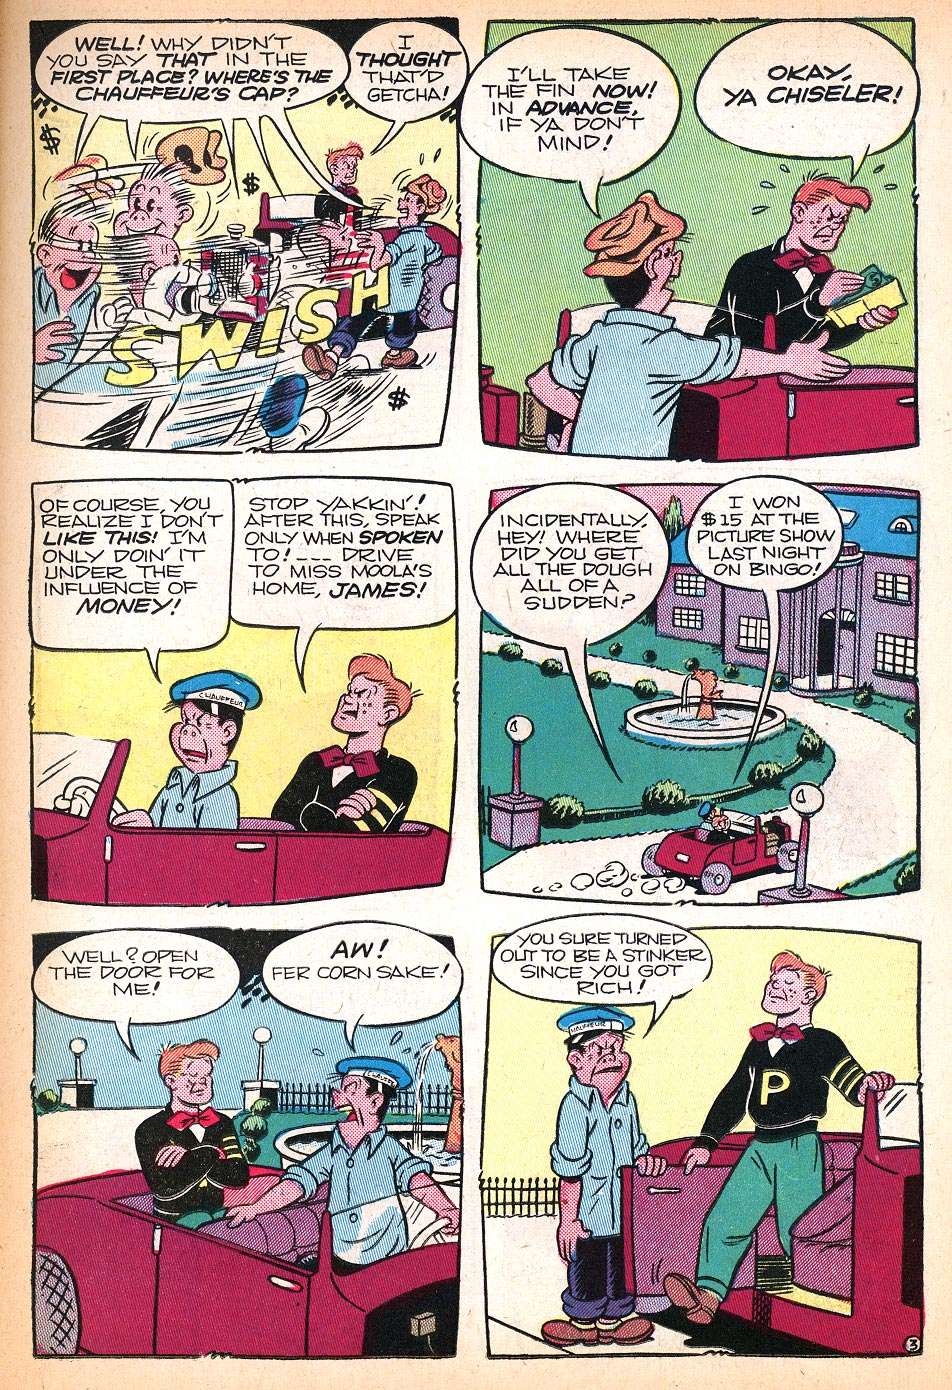 WELL! WHY DIDN'T
YOU SAY THAT IN THE
FIRST PLACE? WHERE'S THE
CHAUFFEUR'S CAP?
I
THOUGHT
THAT'D
GETCHA!
$
$
$
SWISH
I'LL TAKE
THE FIN NOW!
IN ADVANCE,
IF YA DON'T
MIND!
OKAY,
YA CHISELER!
OF COURSE, YOU
REALIZE I DON'T
LIKE THIS! I'M
ONLY DOIN' IT
UNDER THE
INFLUENCE OF
MONEY!
STOP YAKKIN'!
AFTER THIS, SPEAK
ONLY WHEN SPOKEN
TO! --- DRIVE
TO MISS MOOLA'S
HOME, JAMES!
CHAUFFEUR
INCIDENTALLY,
HEY! WHERE
DID YOU GET
ALL THE DOUGH
ALL OF A
SUDDEN?
I WON
$15 AT THE
PICTURE SHOW
LAST NIGHT
ON BINGO!
WELL? OPEN
THE DOOR FOR
ME!
AW!
FER CORN SAKE!
CHAUFFE
YOU SURE TURNED
OUT TO BE A STINKER
SINCE YOU GOT
RICH!
HAUFFEUR
P
3